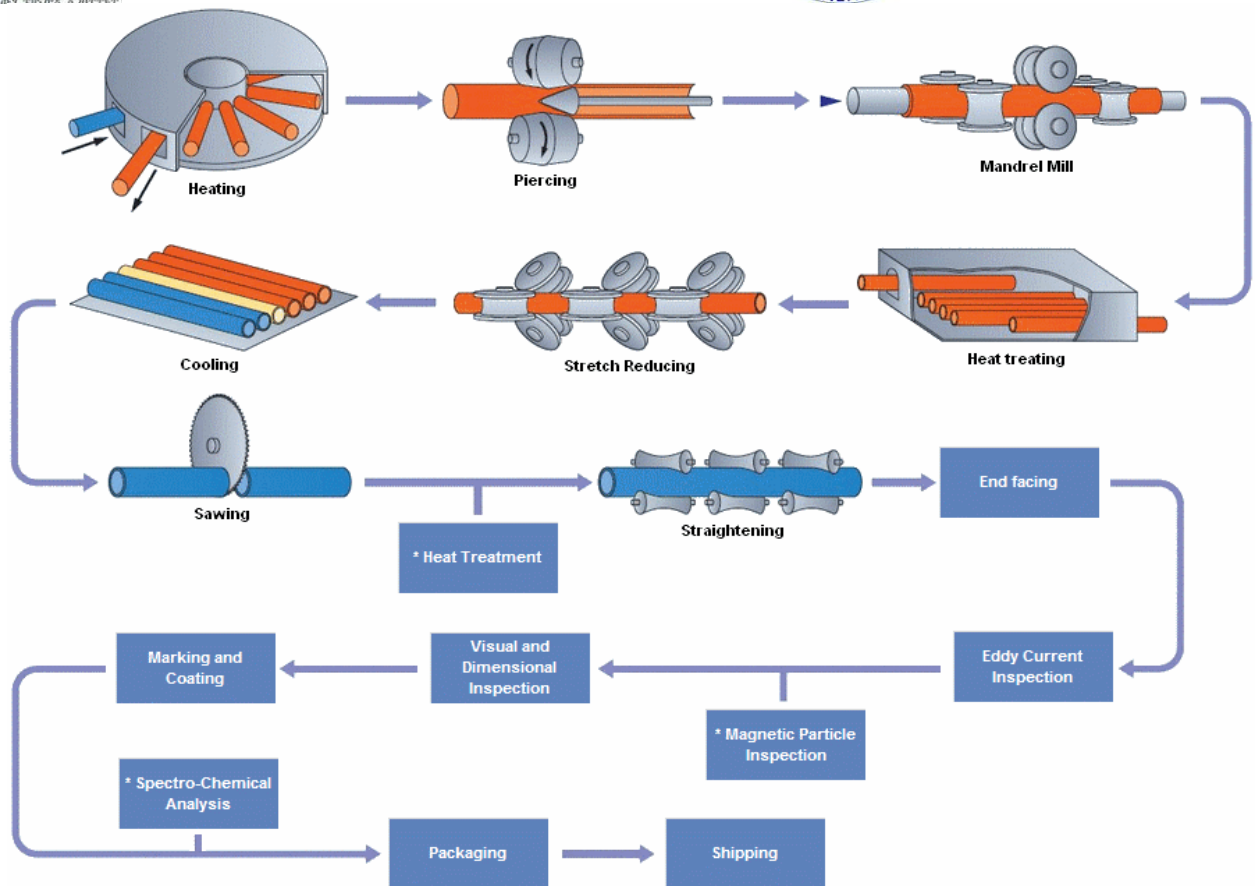 Heating
Piercing
Mandrel Mill
Cooling
Stretch Reducing
Heat treating
Sawing
* Heat Treatment
Straightening
End facing
Marking and
Coating
Visual and
Dimensional
Inspection
Eddy Current
Inspection
* Magnetic Particle
Inspection
* Spectro-Chemical
Analysis
Packaging
Shipping